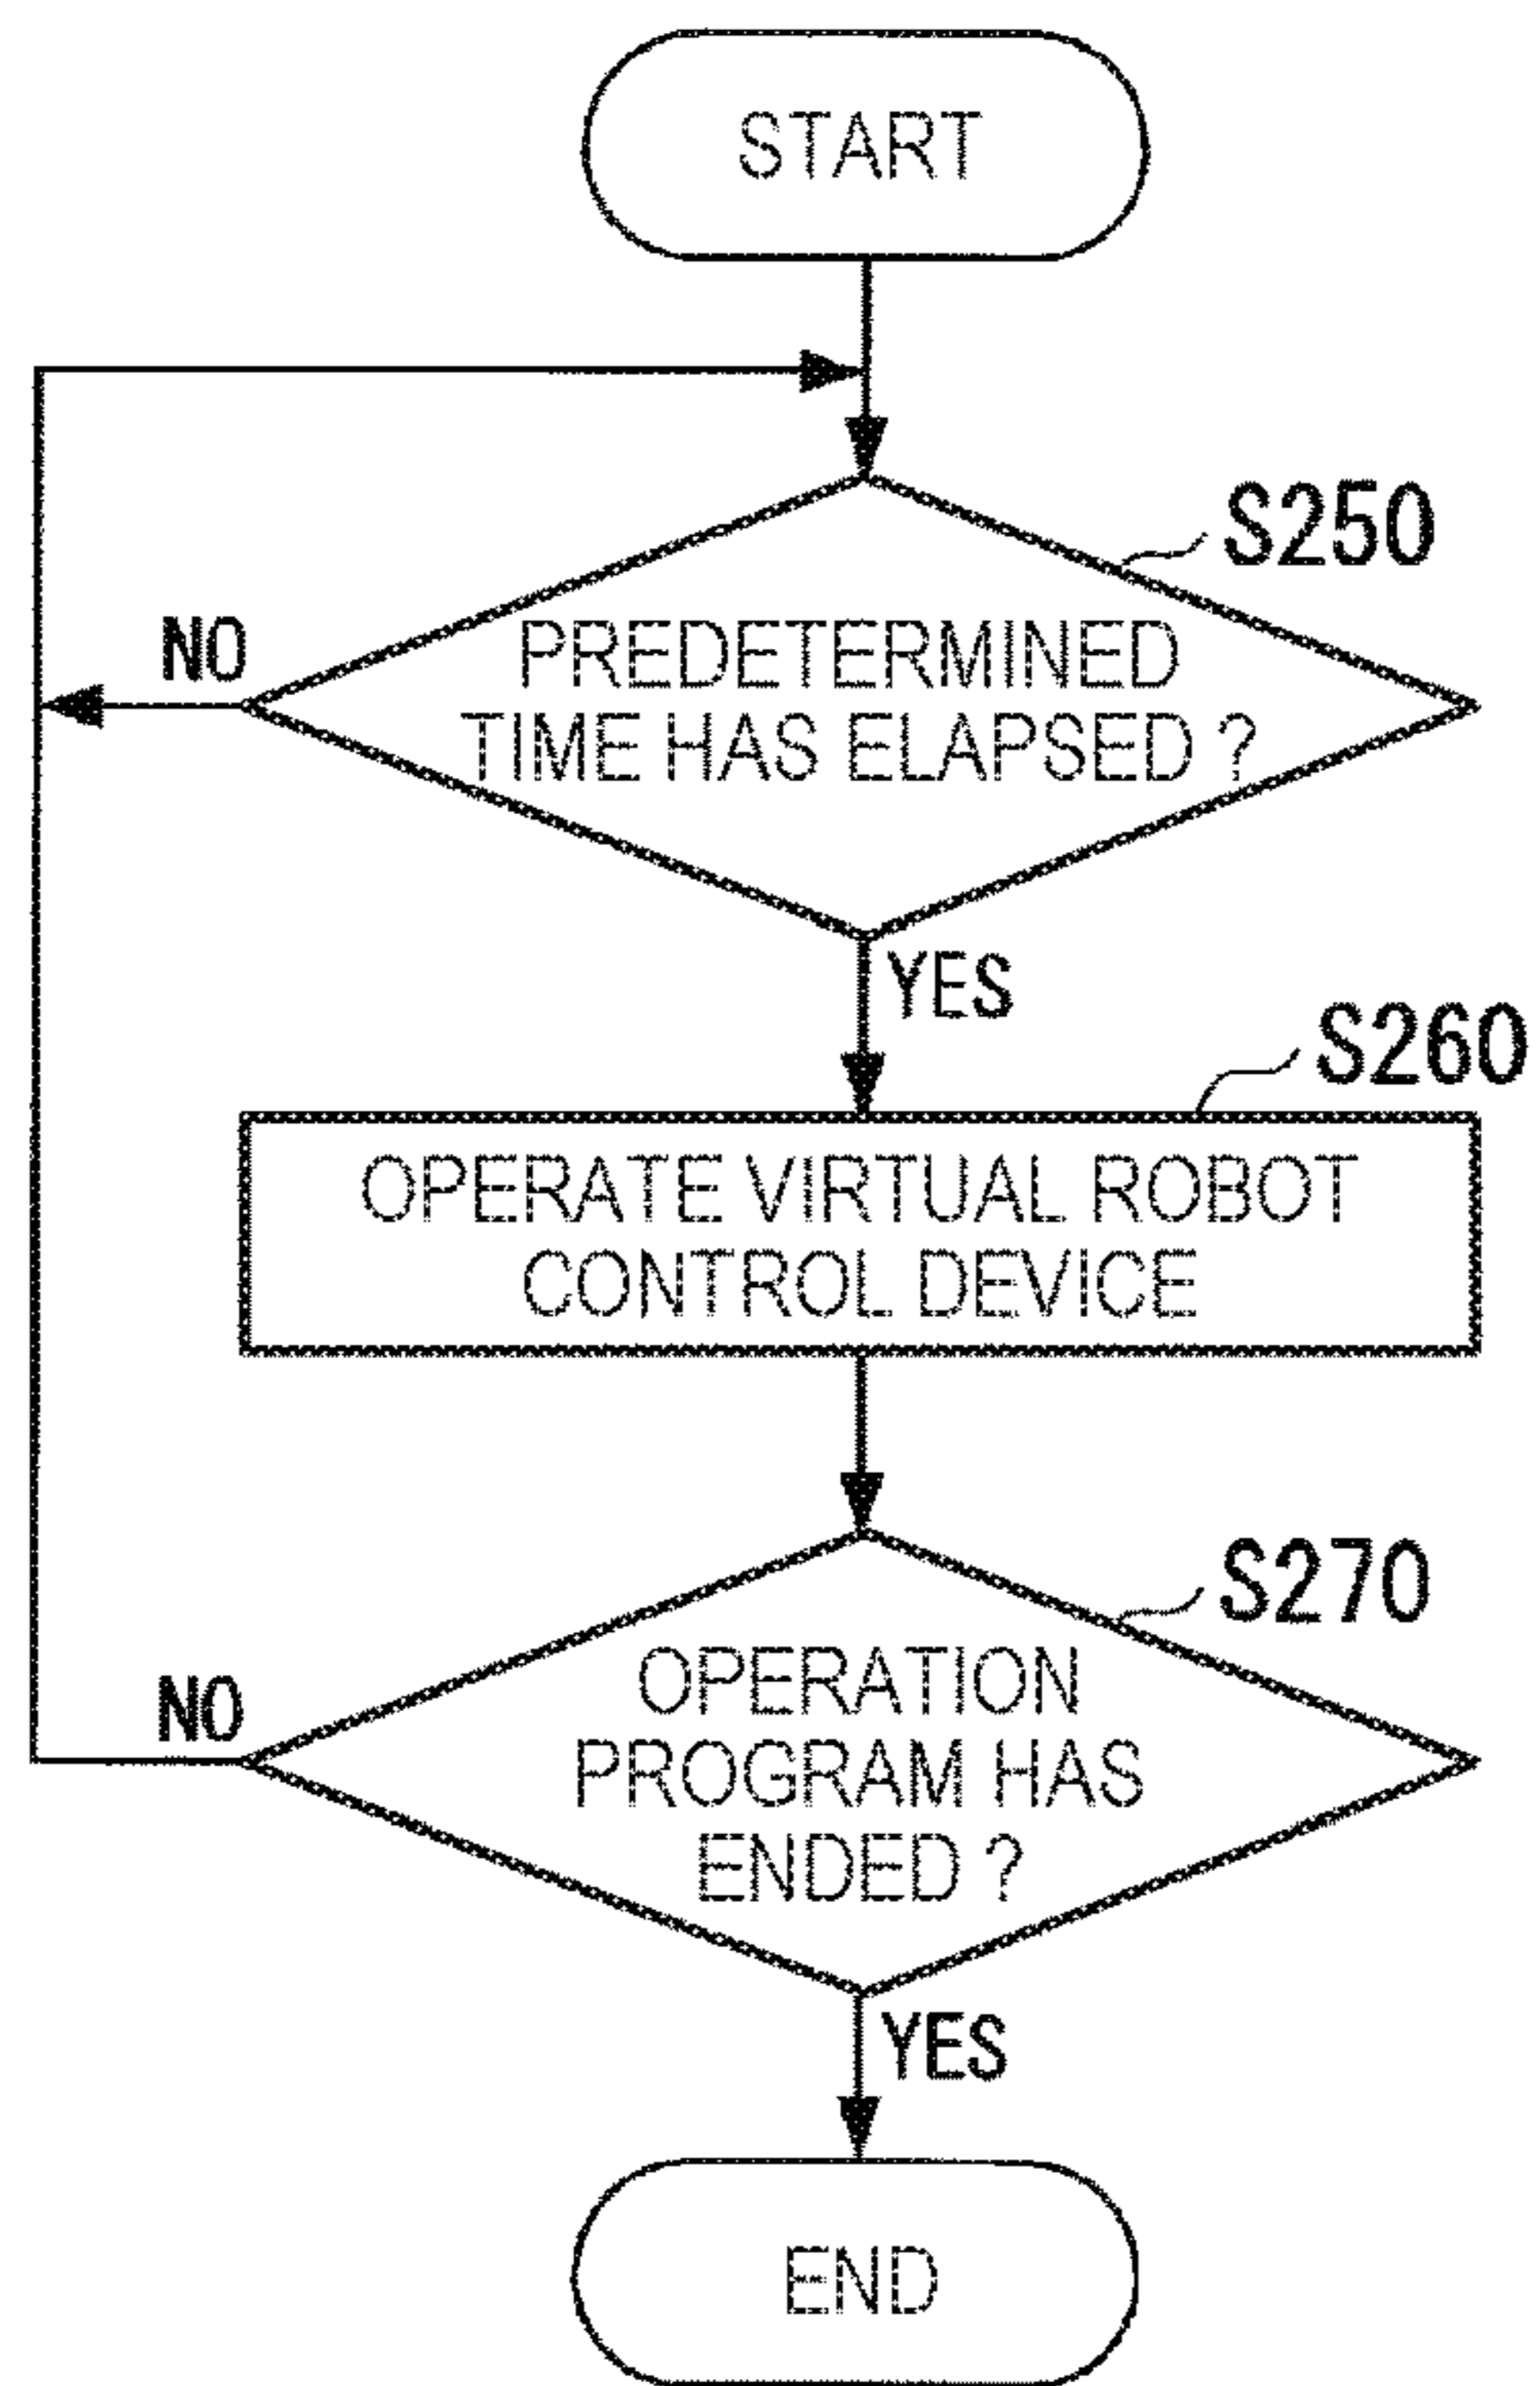 START
S250
NO
PREDETERMINED
TIME HAS ELAPSED ?
YES
S260
OPERATE VIRTUAL ROBOT
CONTROL DEVICE
S270
NO
OPERATION
PROGRAM HAS
ENDED ?
YES
END